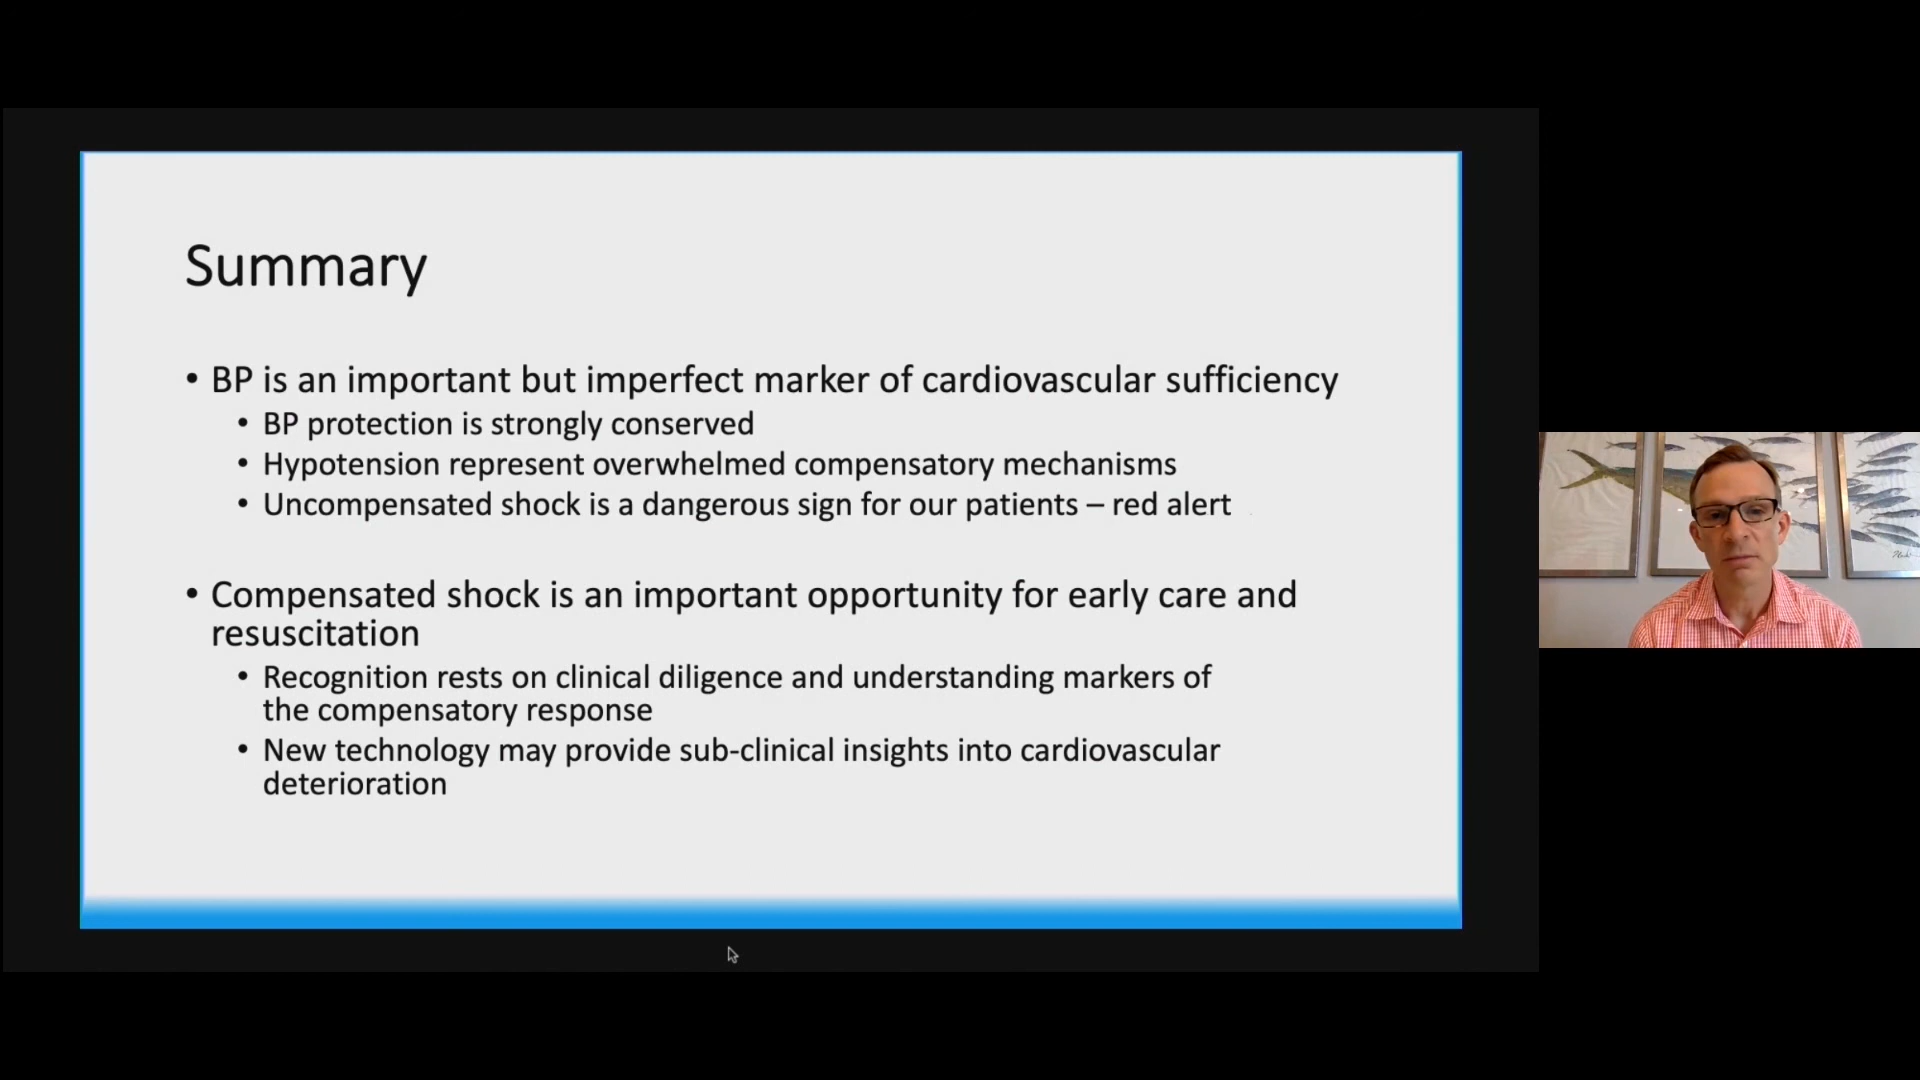 Summary
• BP is an important but imperfect marker of cardiovascular sufficiency
• BP protection is strongly conserved
• Hypotension represent overwhelmed compensatory mechanisms
• Uncompensated shock is a dangerous sign for our patients – red alert
• Compensated shock is an important opportunity for early care and
resuscitation
• Recognition rests on clinical diligence and understanding markers of
the compensatory response
• New technology may provide sub-clinical insights into cardiovascular
deterioration